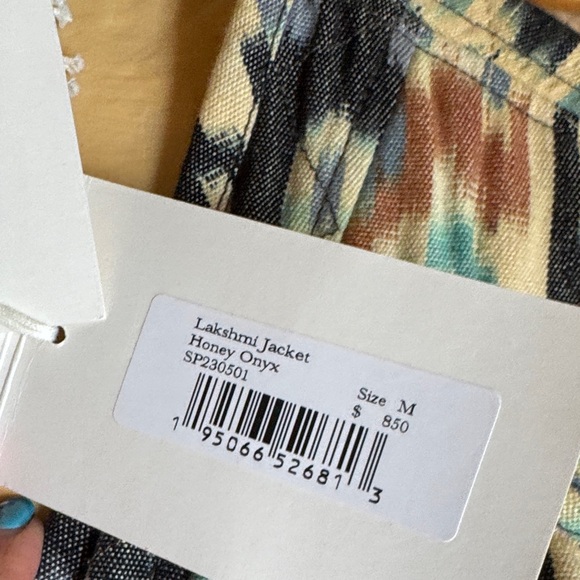 Lakshmi Jacket
Honey Onyx
SP230501
Size M
$ 850
1 95066 52681 3